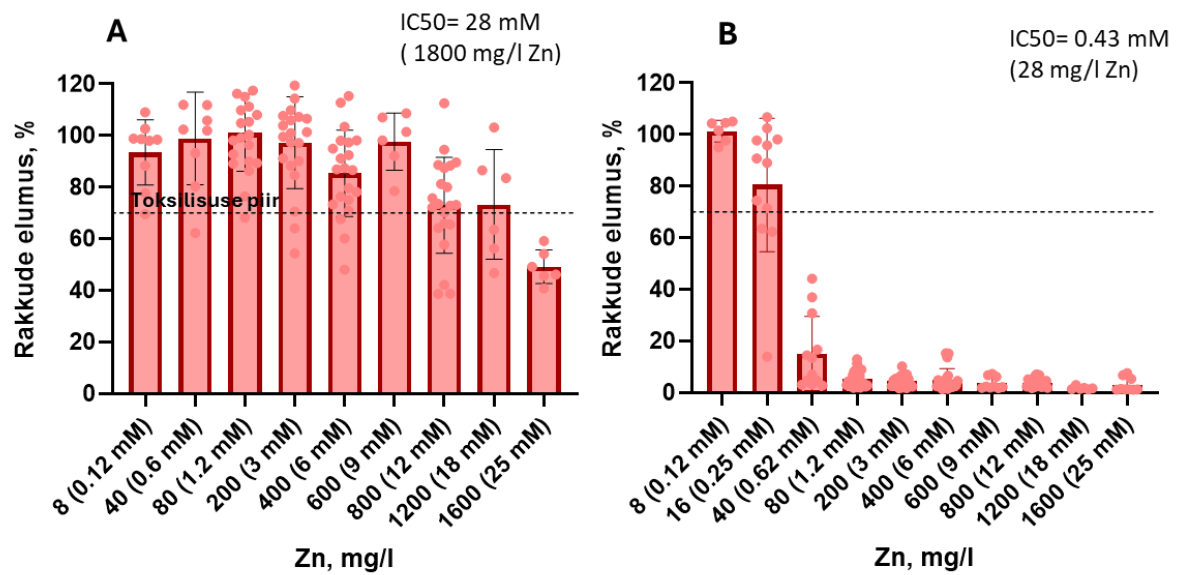 A
IC50= 28 mM
( 1800 mg/l Zn)
120
100
80
60
40
20
0
Rakkude elumus, %
Toksilisuse piir
8 (0.12 mM)
40 (0.6 mM)
80 (1.2 mM)
200 (3 mM)
400 (6 mM)
600 (9 mM)
800 (12 mM)
1200 (18 mM)
1600 (25 mM)
Zn, mg/l
B
IC50= 0.43 mM
(28 mg/l Zn)
120
100
80
60
40
20
0
Rakkude elumus, %
8 (0.12 mM)
16 (0.25 mM)
40 (0.62 mM)
80 (1.2 mM)
200 (3 mM)
400 (6 mM)
600 (9 mM)
800 (12 mM)
1200 (18 mM)
1600 (25 mM)
Zn, mg/l